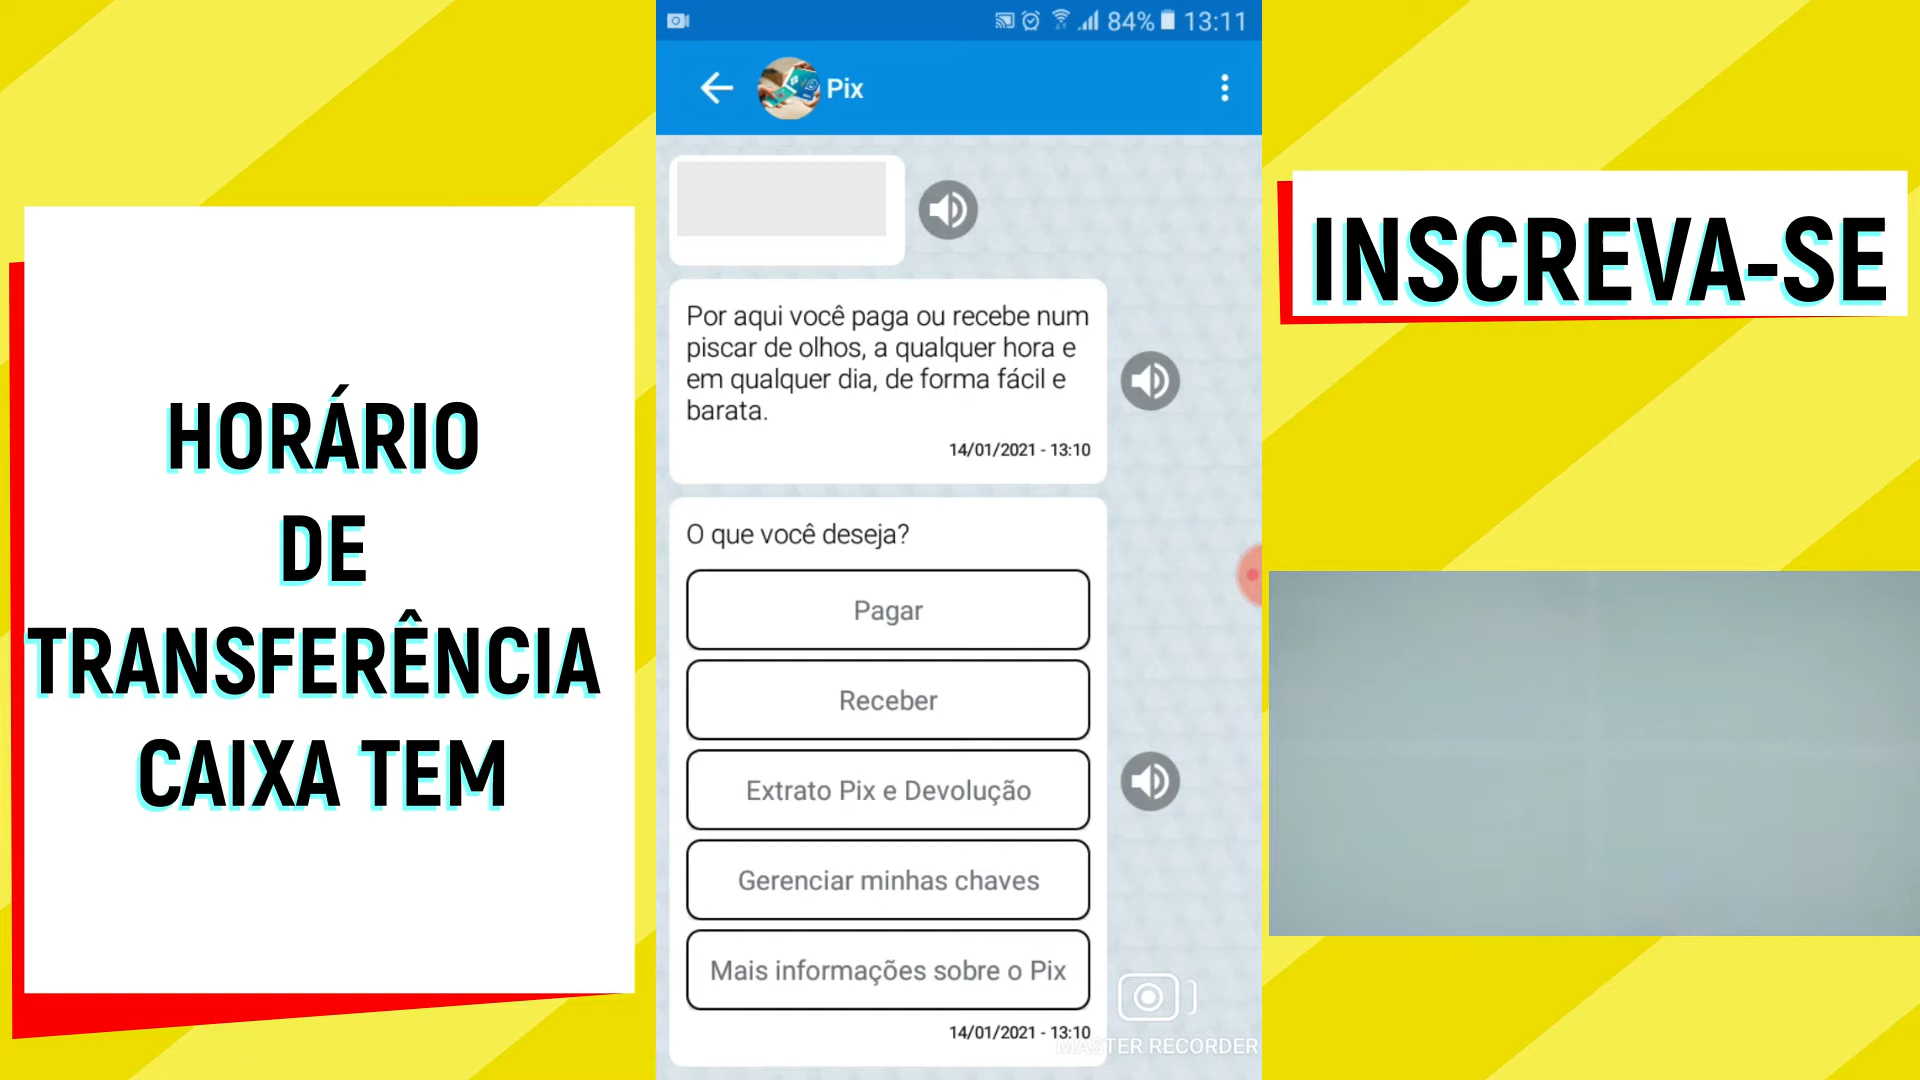 84% 13:11
Pix
Por aqui você paga ou recebe num
piscar de olhos, a qualquer hora e
em qualquer dia, de forma fácil e
barata.
14/01/2021 - 13:10
O que você deseja?
Pagar
Receber
Extrato Pix e Devolução
Gerenciar minhas chaves
Mais informações sobre o Pix
14/01/2021 - 13:10
MASTER RECORDER
HORÁRIO
DE
TRANSFERÊNCIA
CAIXA TEM
INSCREVA-SE